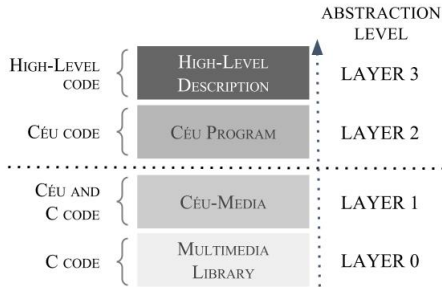 ABSTRACTION
LEVEL
HIGH-LEVEL
CODE
HIGH-LEVEL
DESCRIPTION
LAYER 3
CÉU CODE
CÉU PROGRAM
LAYER 2
CÉU AND
C CODE
CÉU-MEDIA
LAYER 1
C CODE
MULTIMEDIA
LIBRARY
LAYER 0